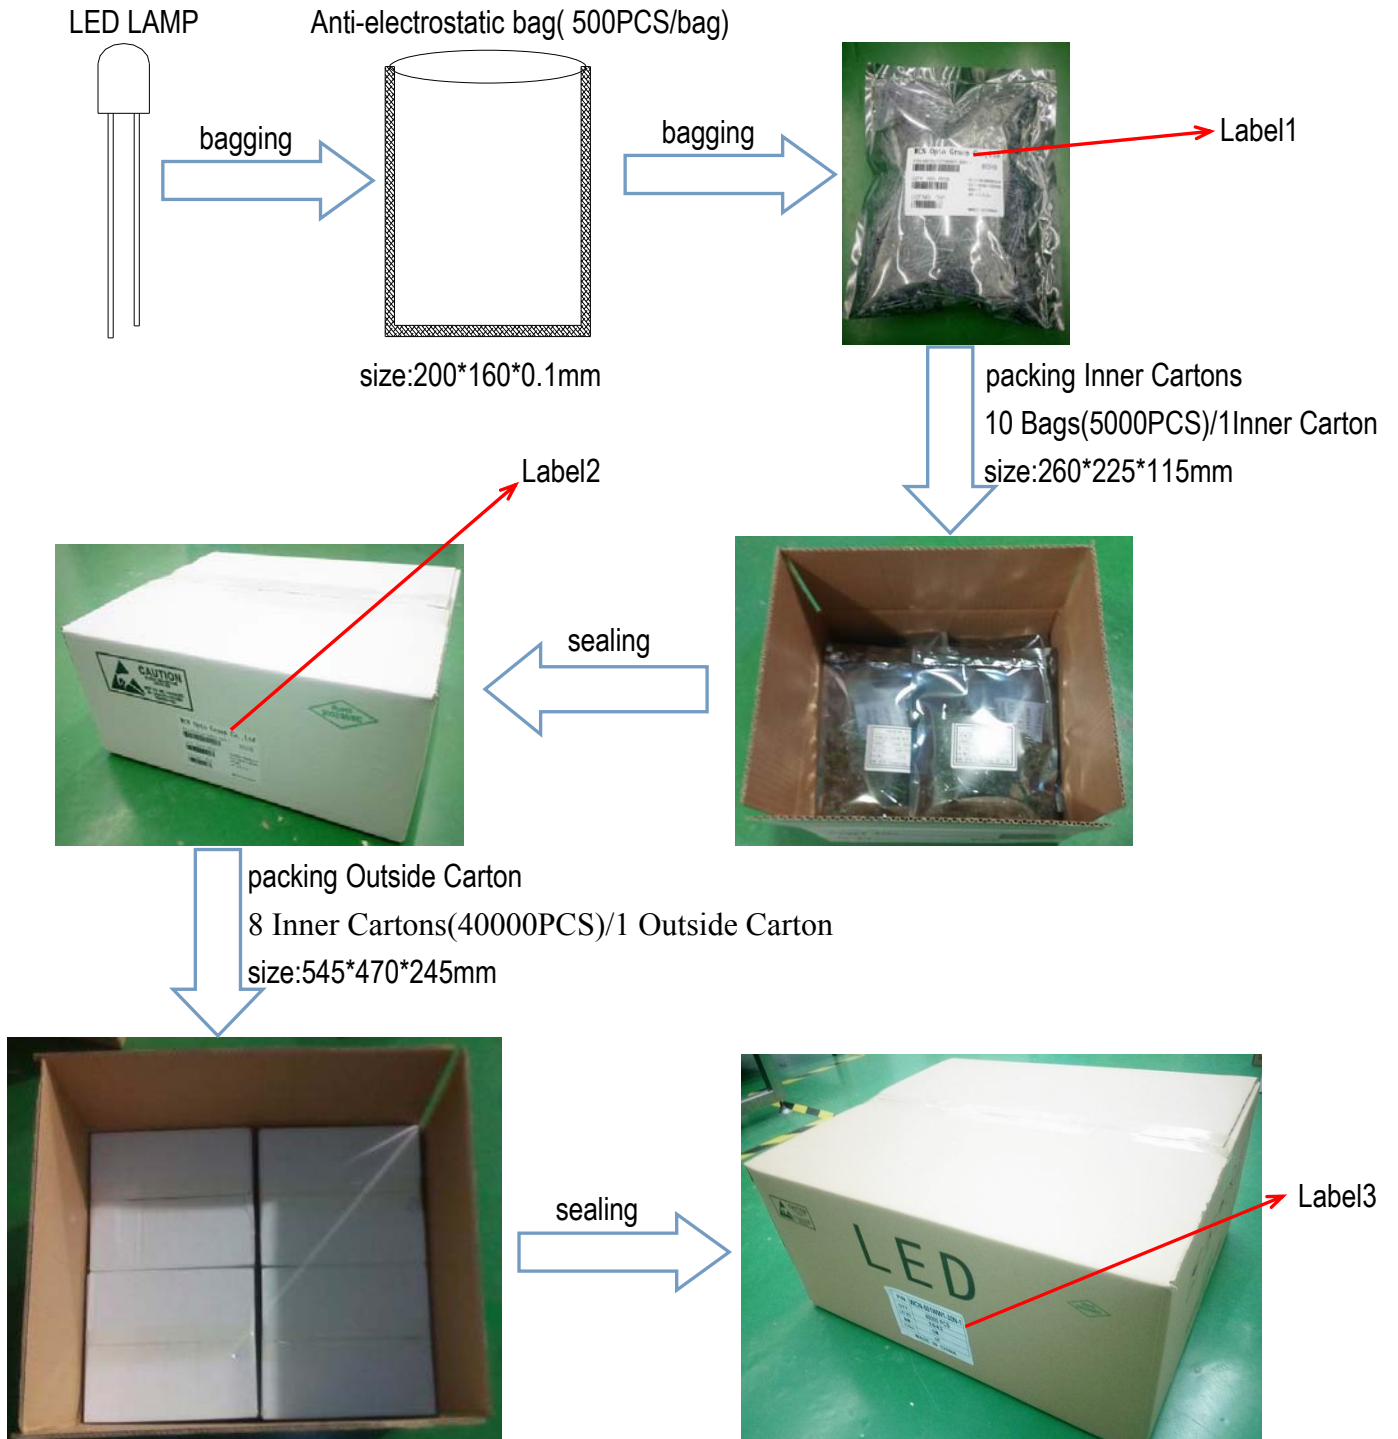 LED LAMP
Anti-electrostatic bag( 500PCS/bag)
bagging
bagging
Label1
size:200*160*0.1mm
packing Inner Cartons
10 Bags(5000PCS)/1Inner Carton
size:260*225*115mm
Label2
sealing
CAUTION
packing Outside Carton
8 Inner Cartons(40000PCS)/1 Outside Carton
size:545*470*245mm
sealing
Label3
LED